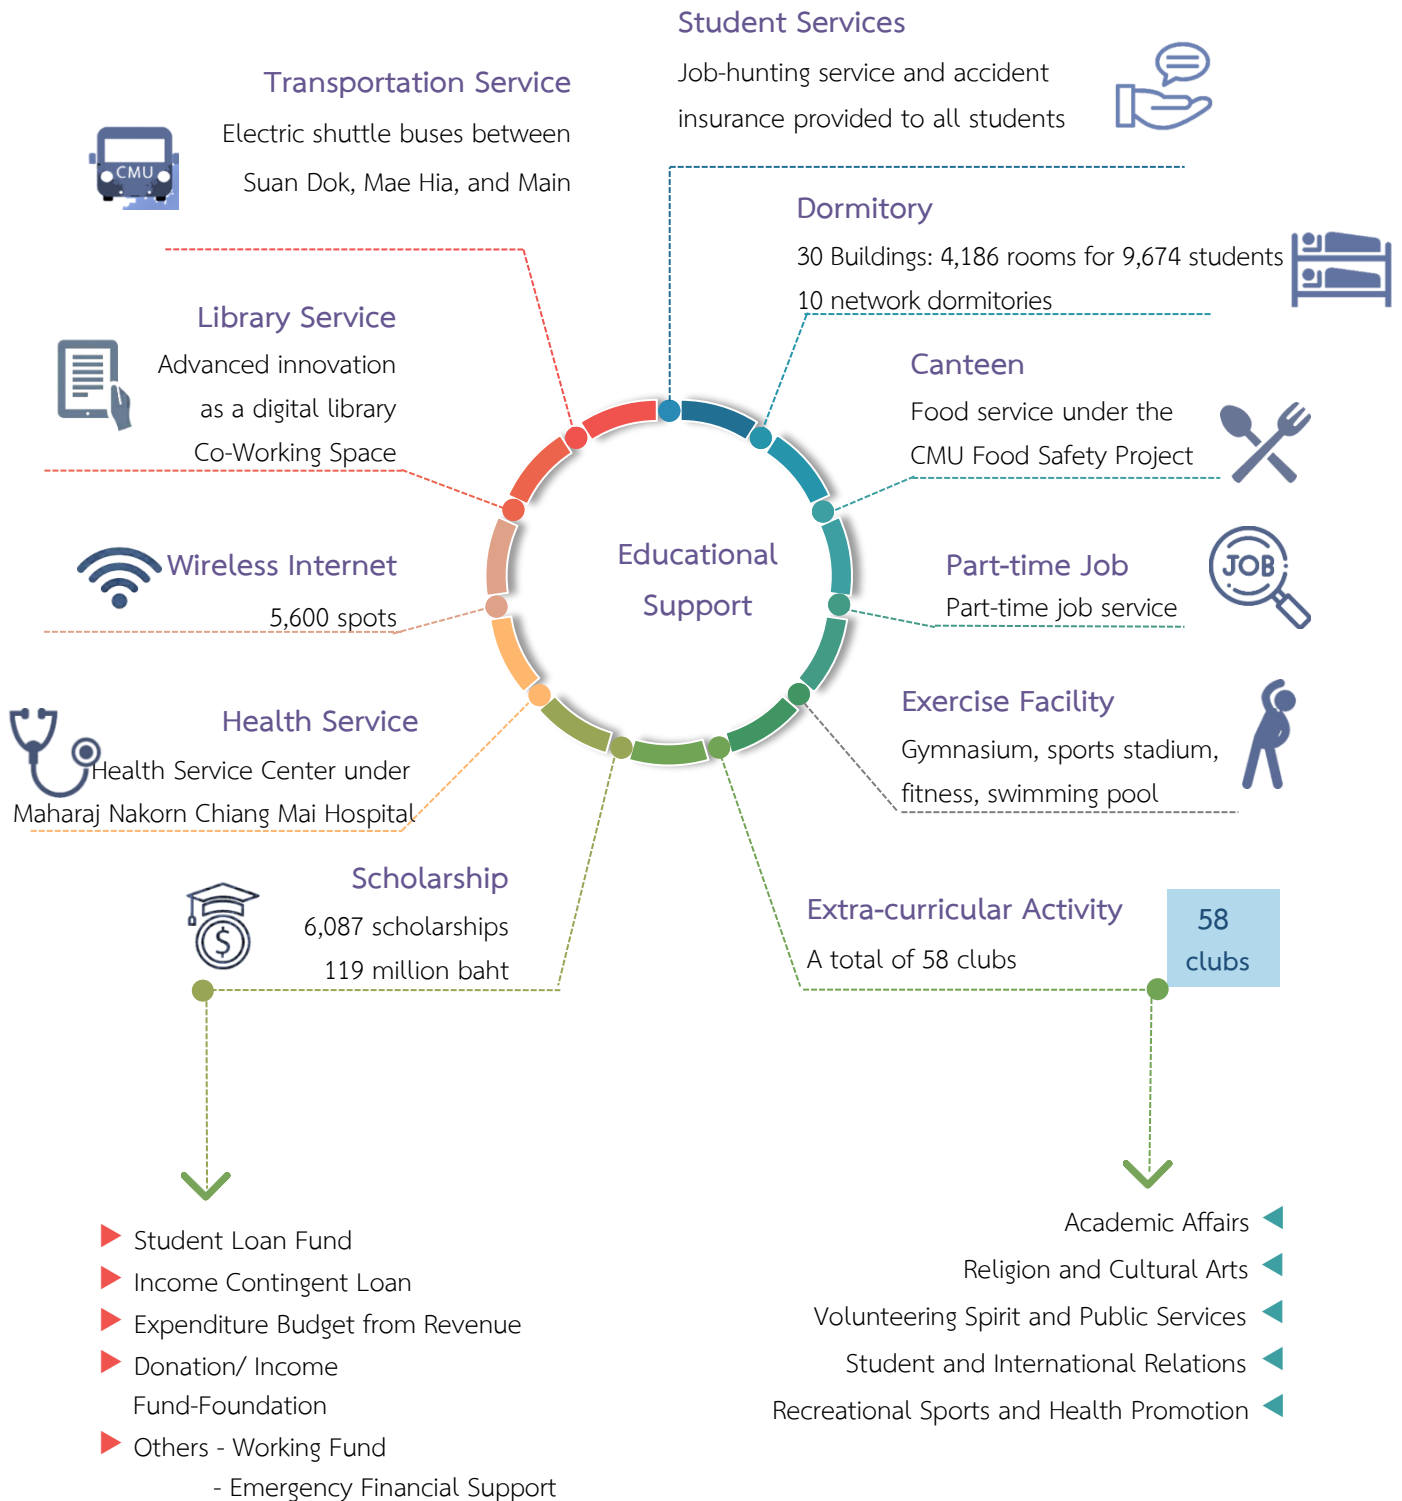 Student Services
Job-hunting service and accident
insurance provided to all students
Transportation Service
Electric shuttle buses between
Suan Dok, Mae Hia, and Main
CMU
Dormitory
30 Buildings: 4,186 rooms for 9,674 students
10 network dormitories
Library Service
Advanced innovation
as a digital library
Co-Working Space
Canteen
Food service under the
CMU Food Safety Project
Educational
Support
Wireless Internet
5,600 spots
Part-time Job
Part-time job service
JOB
Health Service
Health Service Center under
Maharaj Nakorn Chiang Mai Hospital
Exercise Facility
Gymnasium, sports stadium,
fitness, swimming pool
Scholarship
6,087 scholarships
119 million baht
$
Extra-curricular Activity
A total of 58 clubs
58
clubs
Student Loan Fund
Income Contingent Loan
Expenditure Budget from Revenue
Donation/ Income
Fund-Foundation
Others - Working Fund
- Emergency Financial Support
Academic Affairs
Religion and Cultural Arts
Volunteering Spirit and Public Services
Student and International Relations
Recreational Sports and Health Promotion